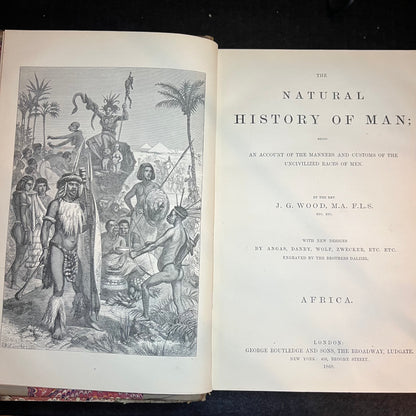 THE
NATURAL
HISTORY OF MAN;
BEING
AN ACCOUNT OF THE MANNERS AND CUSTOMS OF THE
UNCIVILIZED RACES OF MEN.
BY THE REV
J. G. WOOD, M.A. F.L.S.
ETC. ETC.
WITH NEW DESIGNS
BY ANGAS, DANBY, WOLF, ZWECKER, ETC. ETC.
ENGRAVED BY THE BROTHERS DALZIEL
AFRICA.
LONDON:
GEORGE ROUTLEDGE AND SONS, THE BROADWAY, LUDGATE.
NEW YORK: 416, BROOME STREET.
1868.